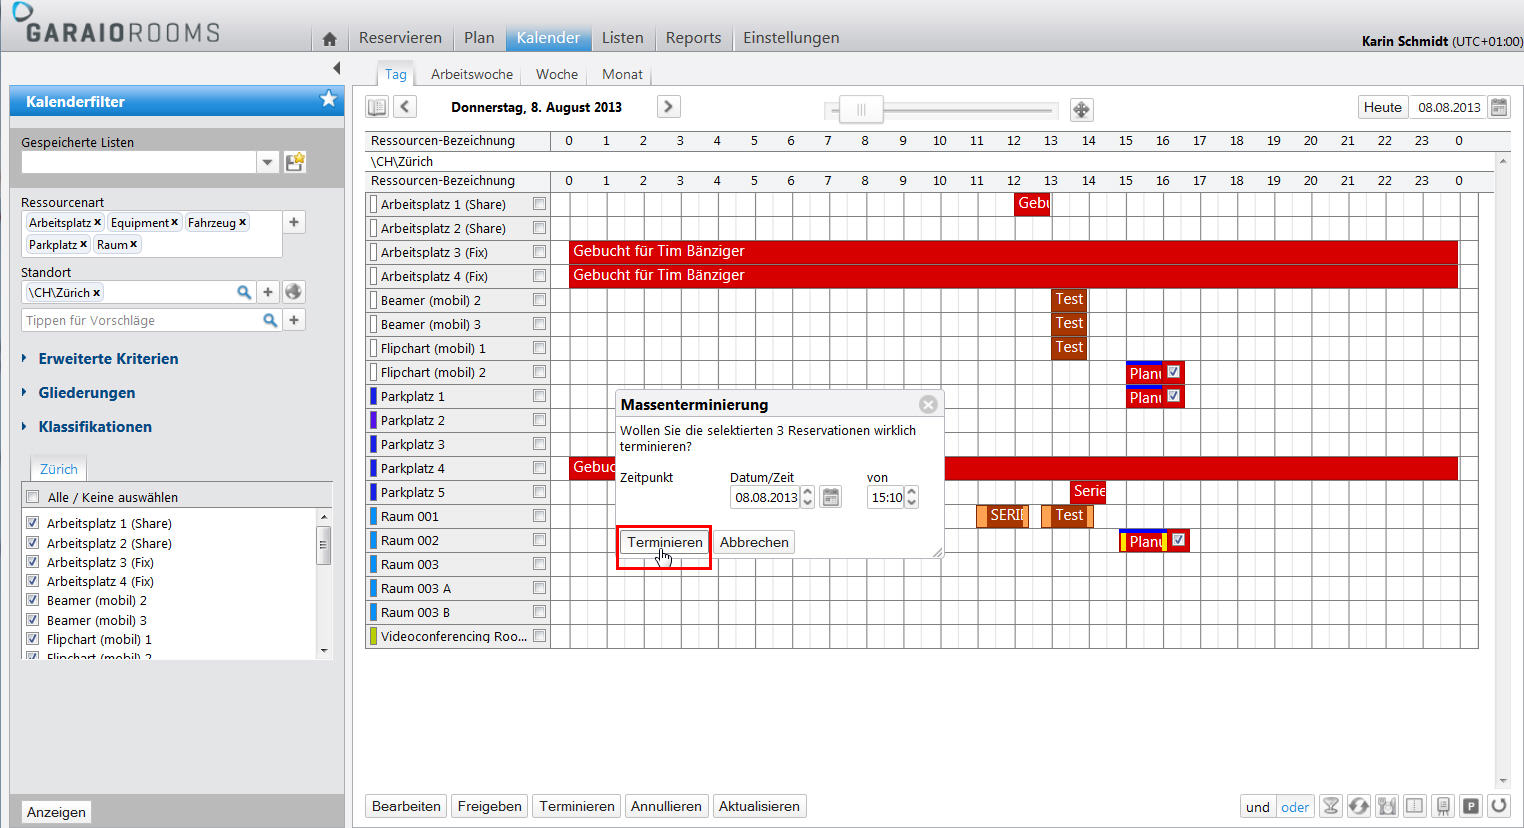 GARAIOROOMS
Reservieren Plan Kalender Listen Reports Einstellungen
Karin Schmidt (UTC+01:00)
Tag Arbeitswoche Woche Monat
Kalenderfilter
Donnerstag, 8. August 2013
Heute 08.08.2013
Gespeicherte Listen
Ressourcenart
Arbeitsplatz x Equipment x Fahrzeug x
Parkplatz x Raum x
Standort
\CH\Zürich x
Tippen für Vorschläge
Erweiterte Kriterien
Gliederungen
Klassifikationen
Zürich
Alle / Keine auswählen
Arbeitsplatz 1 (Share)
Arbeitsplatz 2 (Share)
Arbeitsplatz 3 (Fix)
Arbeitsplatz 4 (Fix)
Beamer (mobil) 2
Beamer (mobil) 3
Flipchart (mobil) 1
Flipchart (mobil) 2
Anzeigen
Ressourcen-Bezeichnung 0 1 2 3 4 5 6 7 8 9 10 11 12 13 14 15 16 17 18 19 20 21 22 23 0
\CH\Zürich
Ressourcen-Bezeichnung 0 1 2 3 4 5 6 7 8 9 10 11 12 13 14 15 16 17 18 19 20 21 22 23 0
Arbeitsplatz 1 (Share) Gebu
Arbeitsplatz 2 (Share)
Arbeitsplatz 3 (Fix) Gebucht für Tim Bänziger
Arbeitsplatz 4 (Fix) Gebucht für Tim Bänziger
Beamer (mobil) 2 Test
Beamer (mobil) 3 Test
Flipchart (mobil) 1 Test
Flipchart (mobil) 2 Planu
Parkplatz 1 Planu
Parkplatz 2
Parkplatz 3
Parkplatz 4 Gebuc
Parkplatz 5 Serie
Raum 001 SERIE Test
Raum 002 Planu
Raum 003
Raum 003 A
Raum 003 B
Videoconferencing Roo...
Massenterminierung
Wollen Sie die selektierten 3 Reservationen wirklich
terminieren?
Zeitpunkt Datum/Zeit von
08.08.2013 15:10
Terminieren Abbrechen
Bearbeiten Freigeben Terminieren Annullieren Aktualisieren
und oder
P